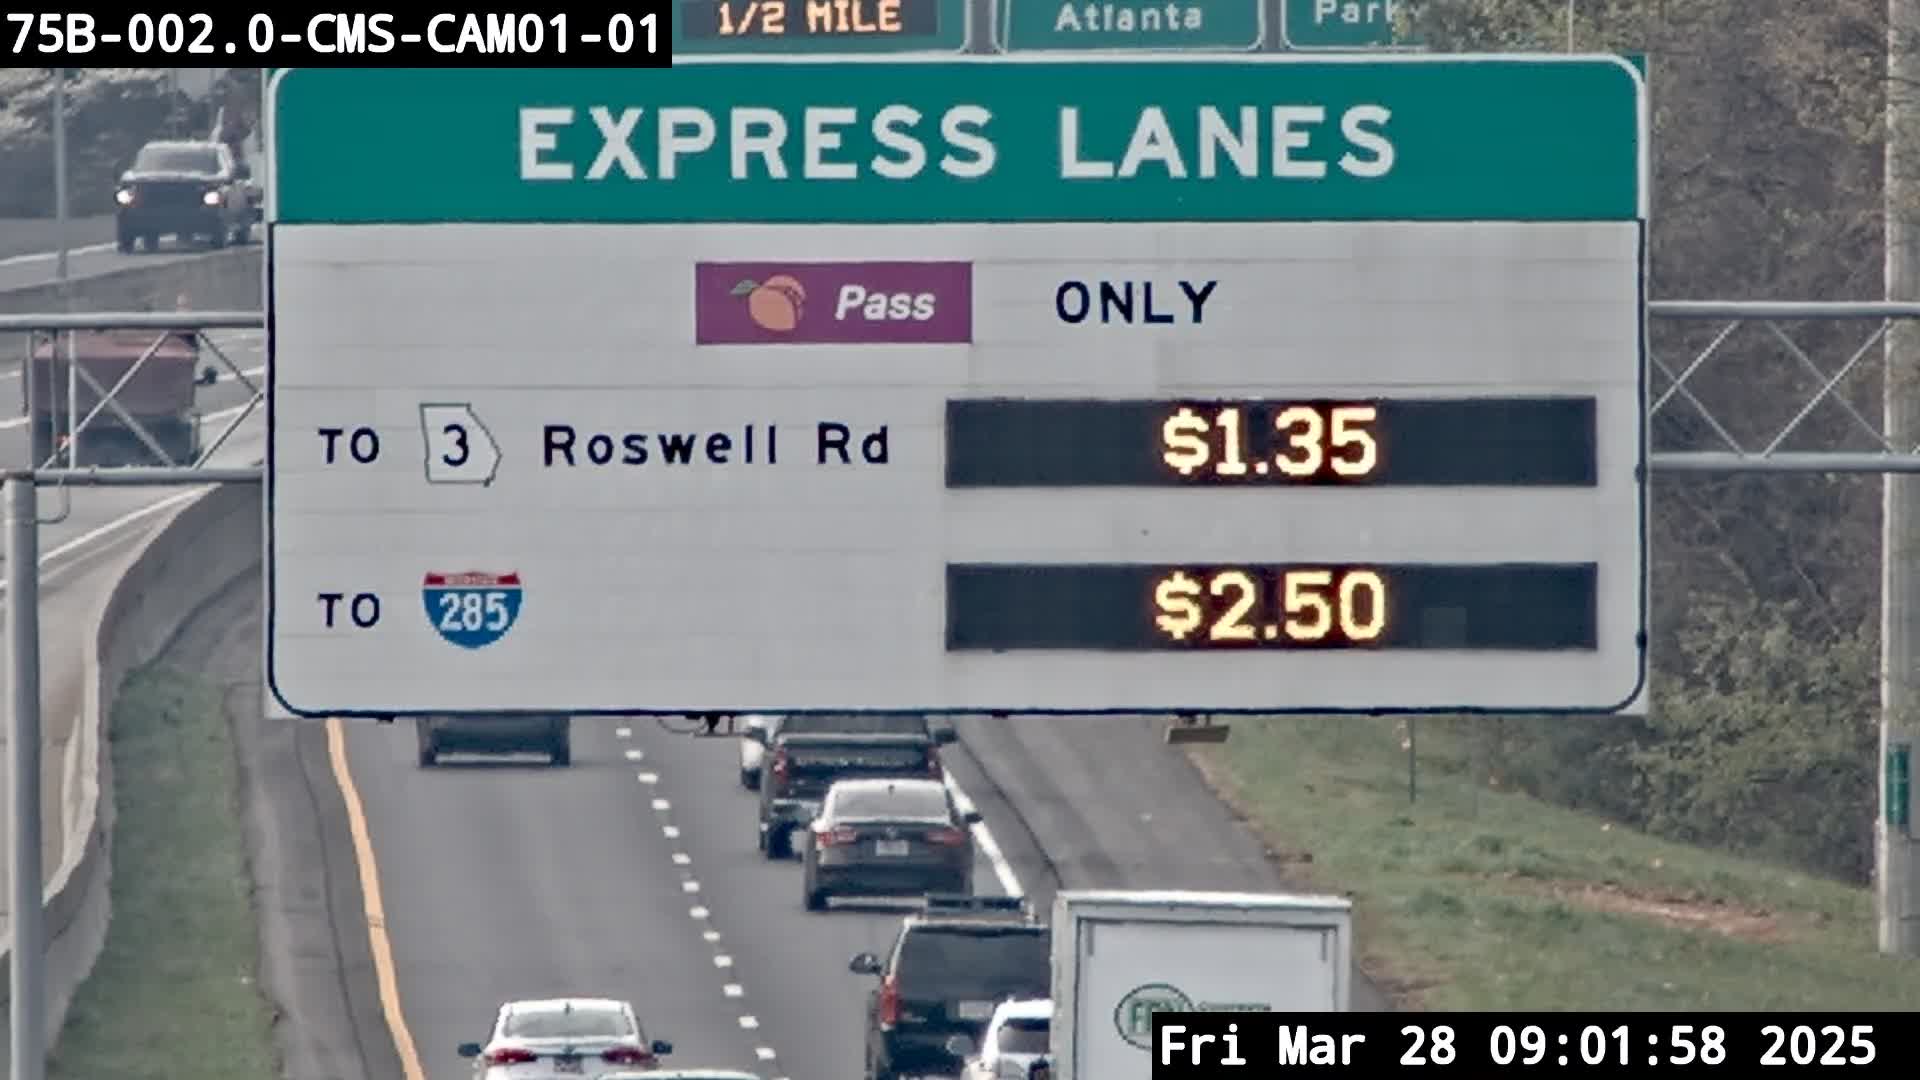 75B-002.0-CMS-CAM01-01
1/2 MILE
Atlanta
EXPRESS LANES
Pass ONLY
TO 3 Roswell Rd $1.35
TO 285 $2.50
Fri Mar 28 09:01:58 2025